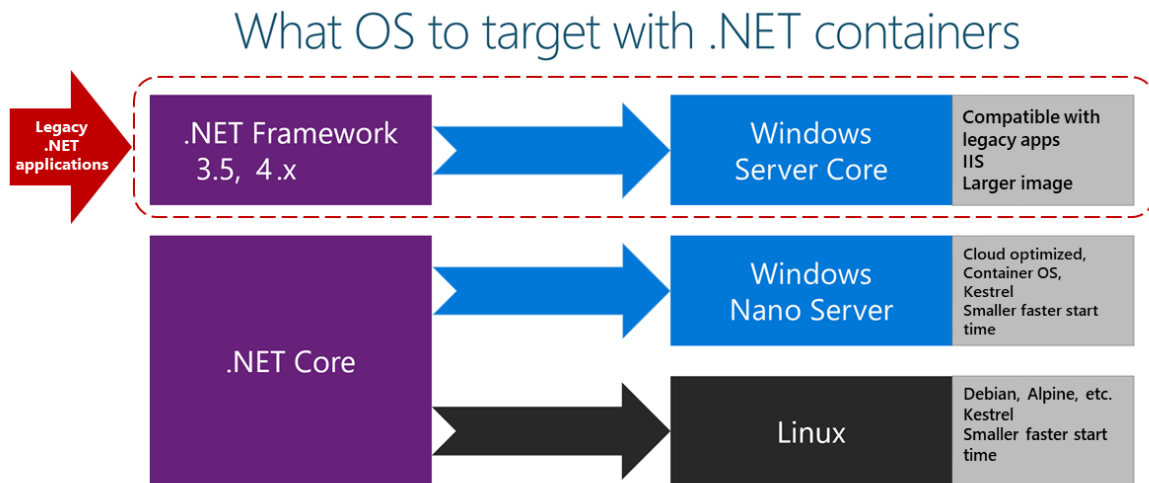 What OS to target with .NET containers
Legacy
.NET
applications
.NET Framework
3.5, 4.x
Windows
Server Core
Compatible with
legacy apps
IIS
Larger image
.NET Core
Windows
Nano Server
Cloud optimized,
Container OS,
Kestrel
Smaller faster start
time
Linux
Debian, Alpine, etc.
Kestrel
Smaller faster start
time